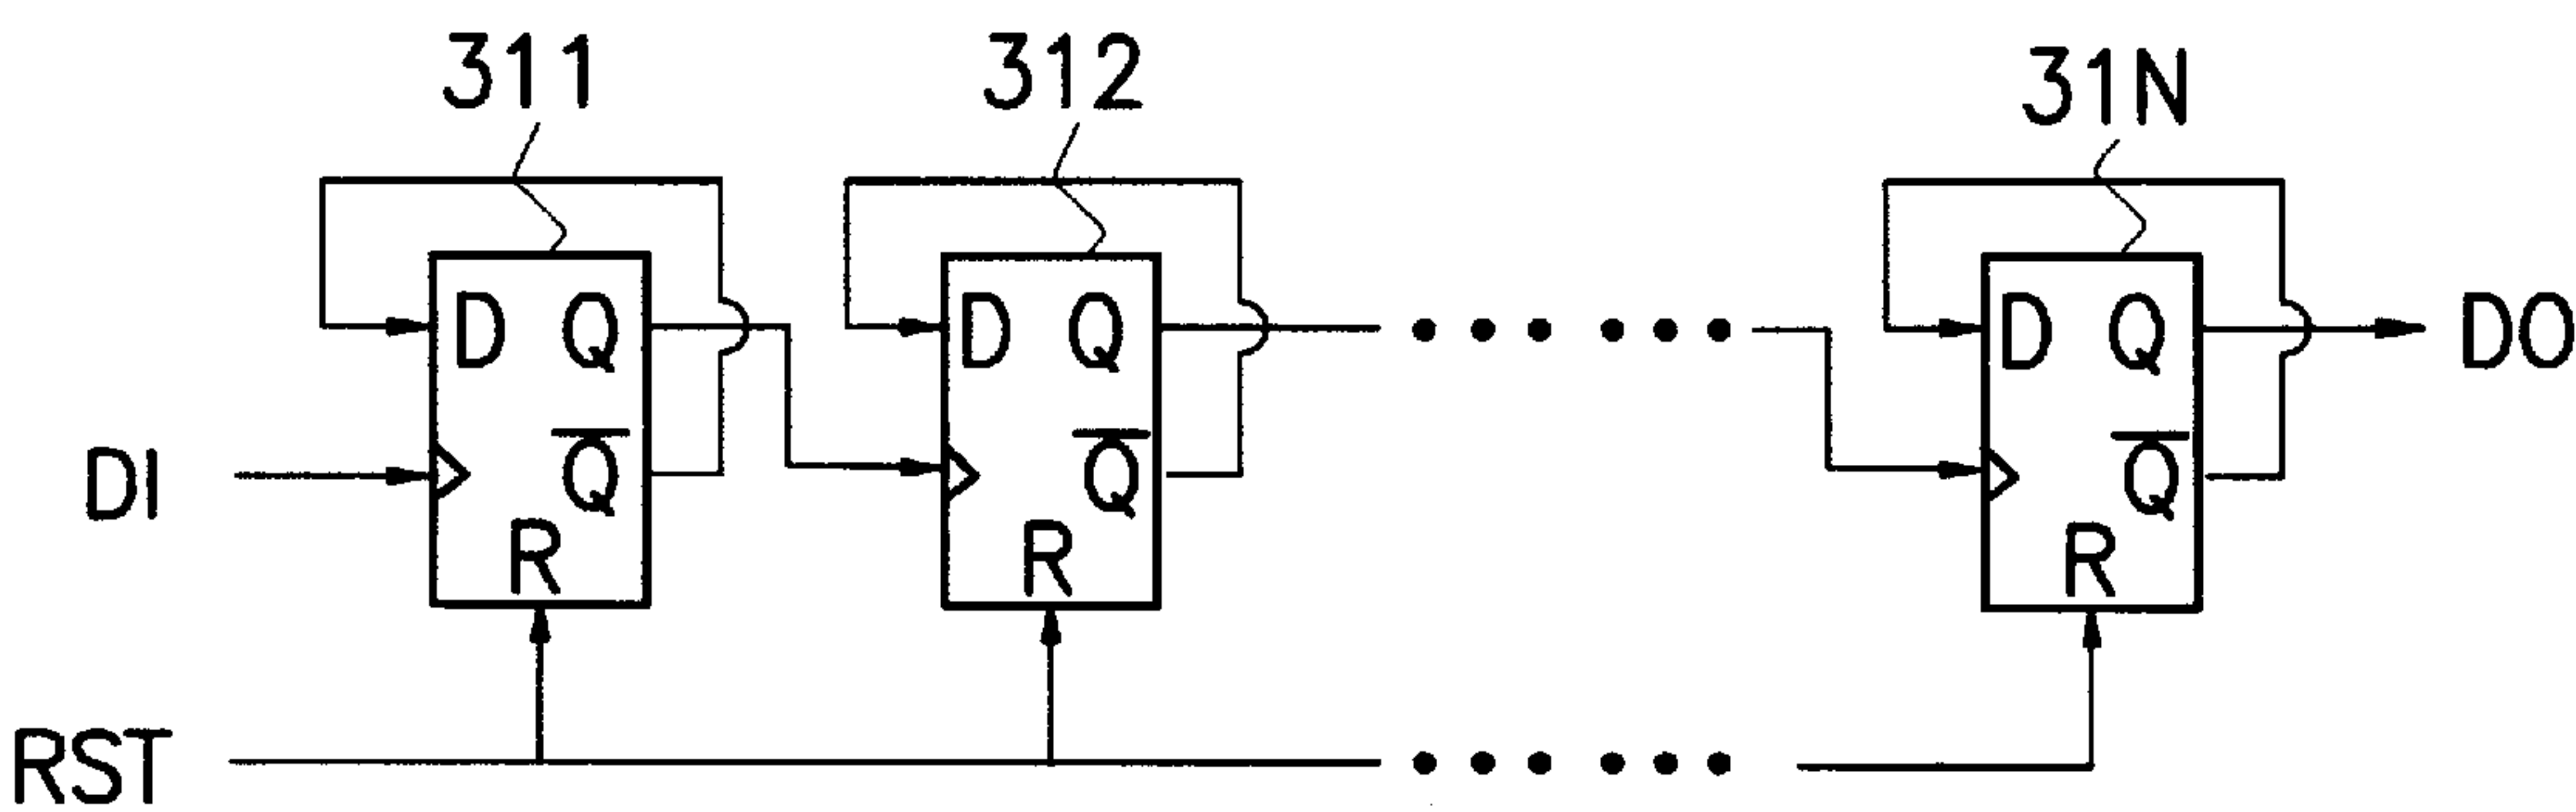 311 312 31N
D Q D Q D Q DO
DI Q̅ Q̅ Q̅
R R R
RST